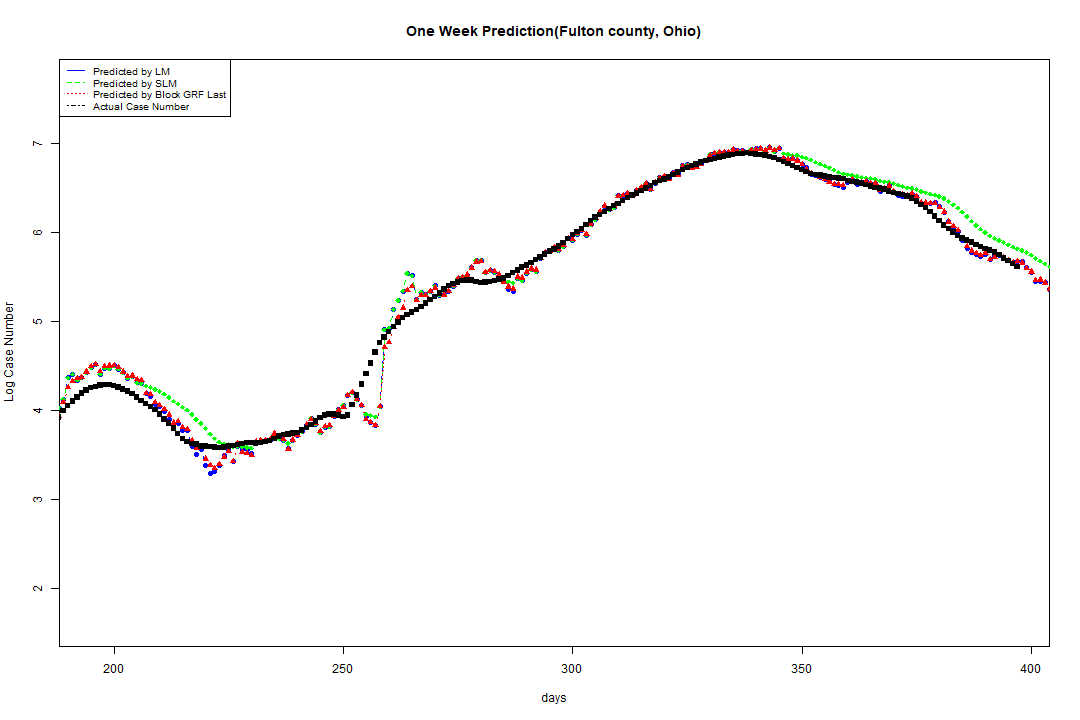 One Week Prediction(Fulton county, Ohio)
Predicted by LM
Predicted by SLM
Predicted by Block GRF Last
Actual Case Number
7
6
5
4
3
2
Log Case Number
200
250
300
350
400
days